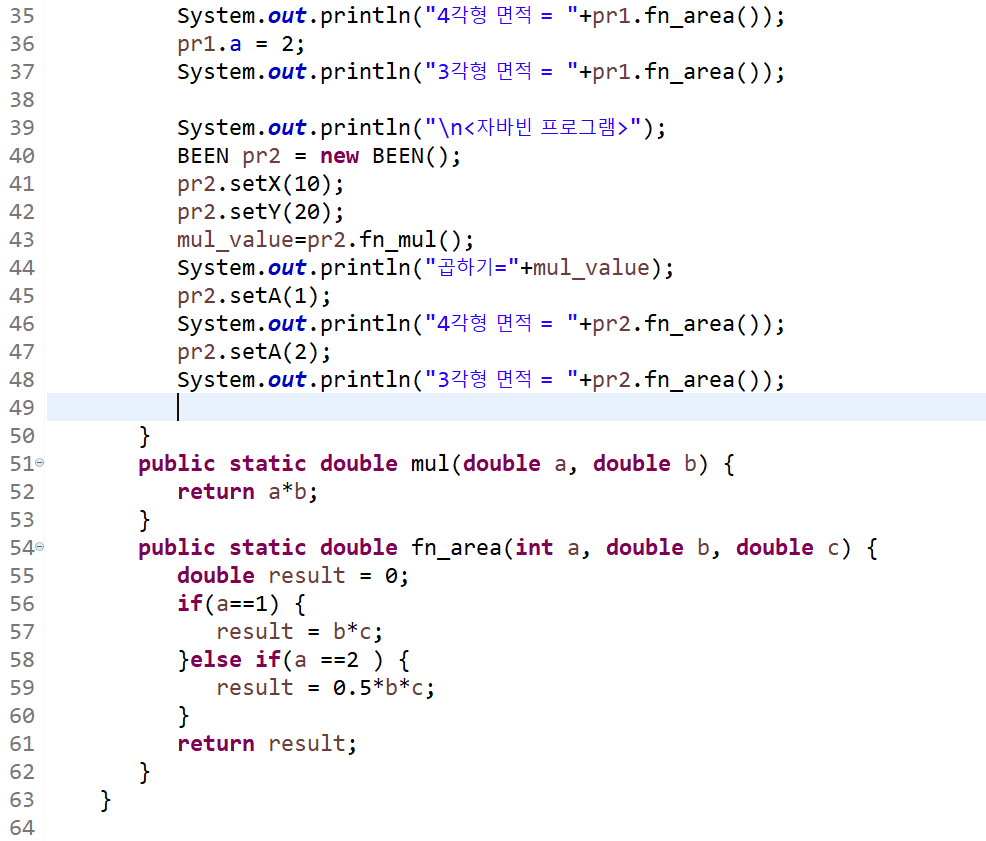 35 System.out.println("4각형 면적 = "+pr1.fn_area());
36 pr1.a = 2;
37 System.out.println("3각형 면적 = "+pr1.fn_area());
38
39 System.out.println("\n<자바빈 프로그램>");
40 BEEN pr2 = new BEEN();
41 pr2.setX(10);
42 pr2.setY(20);
43 mul_value=pr2.fn_mul();
44 System.out.println("곱하기="+mul_value);
45 pr2.setA(1);
46 System.out.println("4각형 면적 = "+pr2.fn_area());
47 pr2.setA(2);
48 System.out.println("3각형 면적 = "+pr2.fn_area());
49
50 }
51 public static double mul(double a, double b) {
52 return a*b;
53 }
54 public static double fn_area(int a, double b, double c) {
55 double result = 0;
56 if(a==1) {
57 result = b*c;
58 }else if(a ==2 ) {
59 result = 0.5*b*c;
60 }
61 return result;
62 }
63 }
64